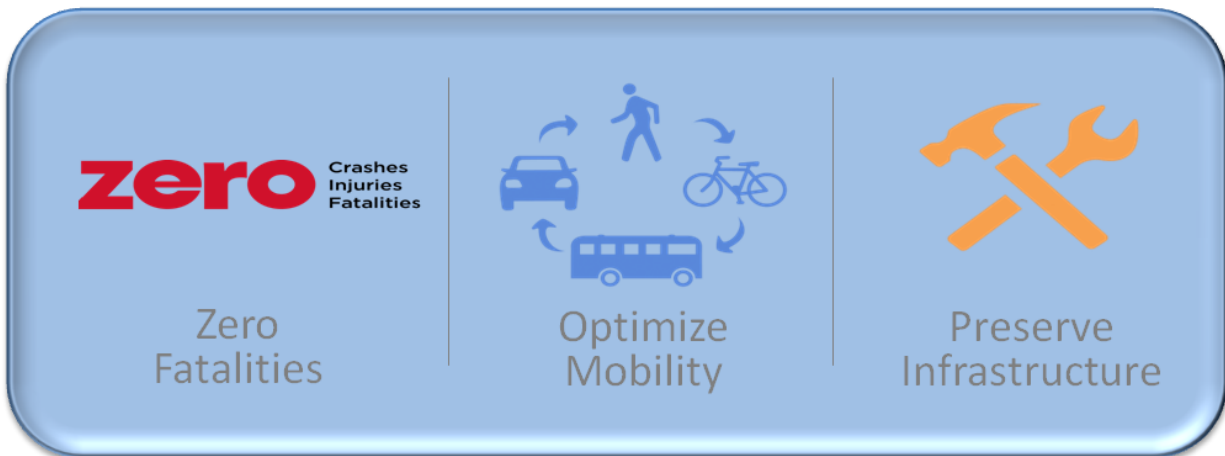 zero
Crashes
Injuries
Fatalities
Zero
Fatalities
Optimize
Mobility
Preserve
Infrastructure